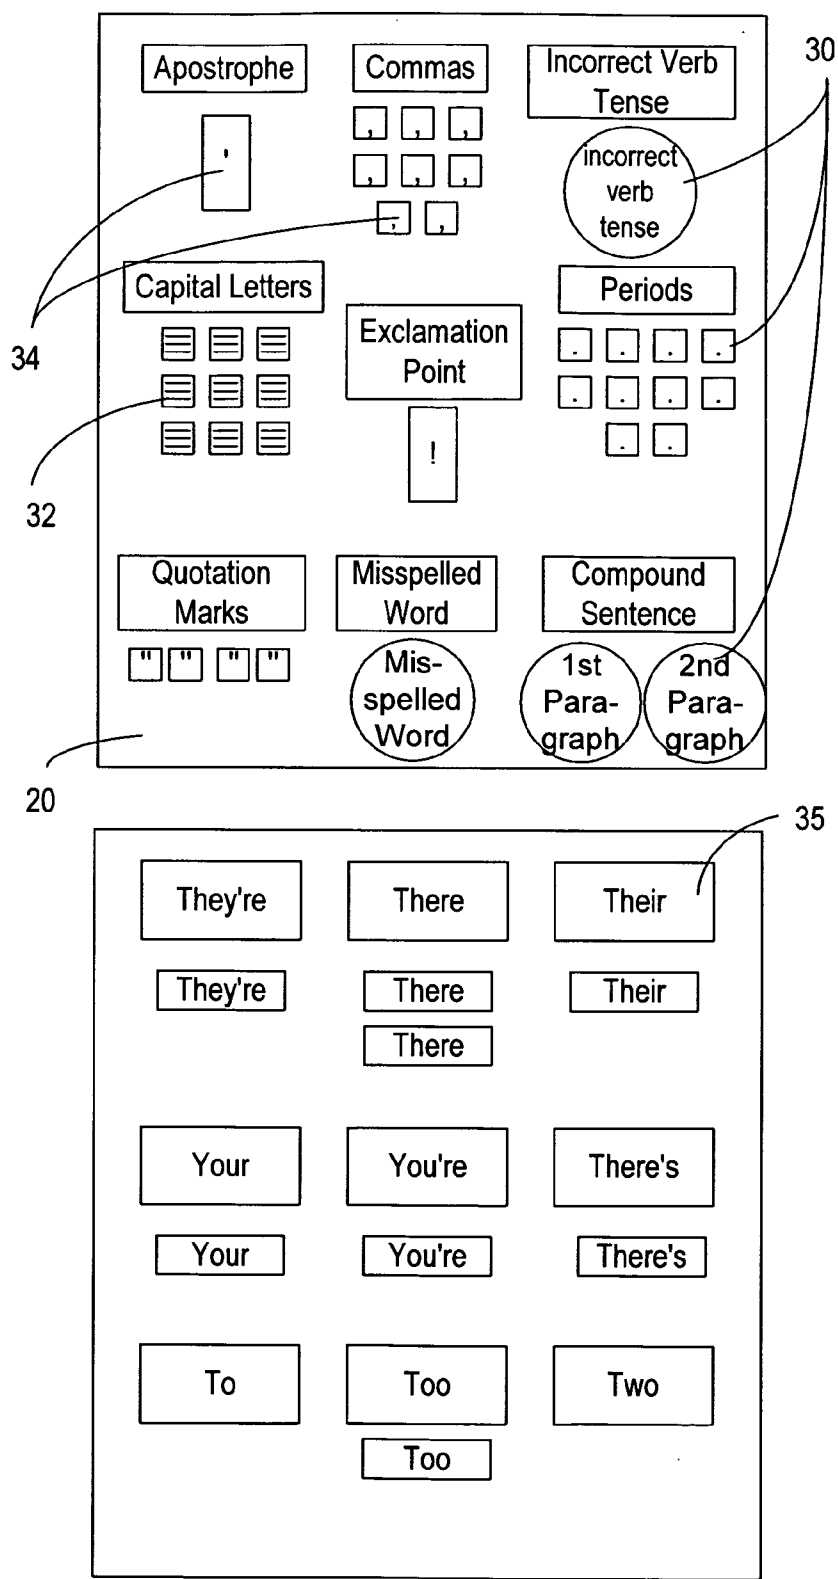 Apostrophe
Commas
Incorrect Verb
Tense
30
'
, , ,
, , ,
, ,
incorrect
verb
tense
34
Capital Letters
Exclamation
Point
Periods
. . . .
. . . .
. .
!
32
Quotation
Marks
Misspelled
Word
Compound
Sentence
" " " "
Mis-
spelled
Word
1st
Para-
graph
2nd
Para-
graph
20
35
They're
There
Their
They're
There
Their
There
Your
You're
There's
Your
You're
There's
To
Too
Two
Too